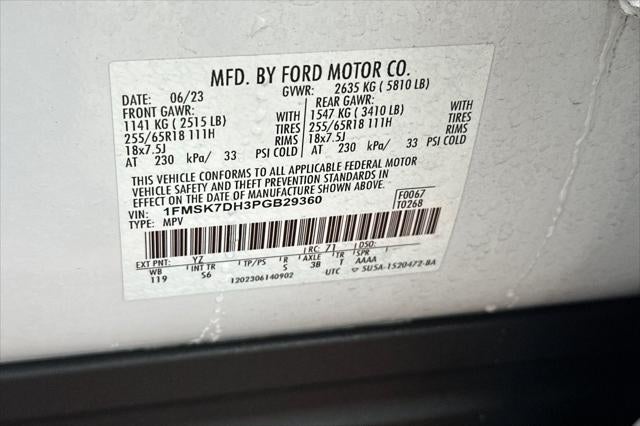 MFD. BY FORD MOTOR CO.
DATE: 06/23 GVWR: 2635 KG ( 5810 LB)
FRONT GAWR: REAR GAWR:
1141 KG ( 2515 LB) WITH 1547 KG ( 3410 LB) WITH
255/65R18 111H TIRES 255/65R18 111H TIRES
18x7.5J RIMS 18x7.5J RIMS
AT 230 kPa/ 33 PSI COLD AT 230 kPa/ 33 PSI COLD
THIS VEHICLE CONFORMS TO ALL APPLICABLE FEDERAL MOTOR
VEHICLE SAFETY AND THEFT PREVENTION STANDARDS IN
EFFECT ON THE DATE OF MANUFACTURE SHOWN ABOVE.
VIN: 1FMSK7DH3PGB29360 F0067
TYPE: MPV T0268
EXT PNT: YZ RC: 71 DSO:
WB INT TR TP/PS R AXLE TR SPR
119 S6 S 3B T AAAA
1202306140902 UTC 5U5A-1520472-BA